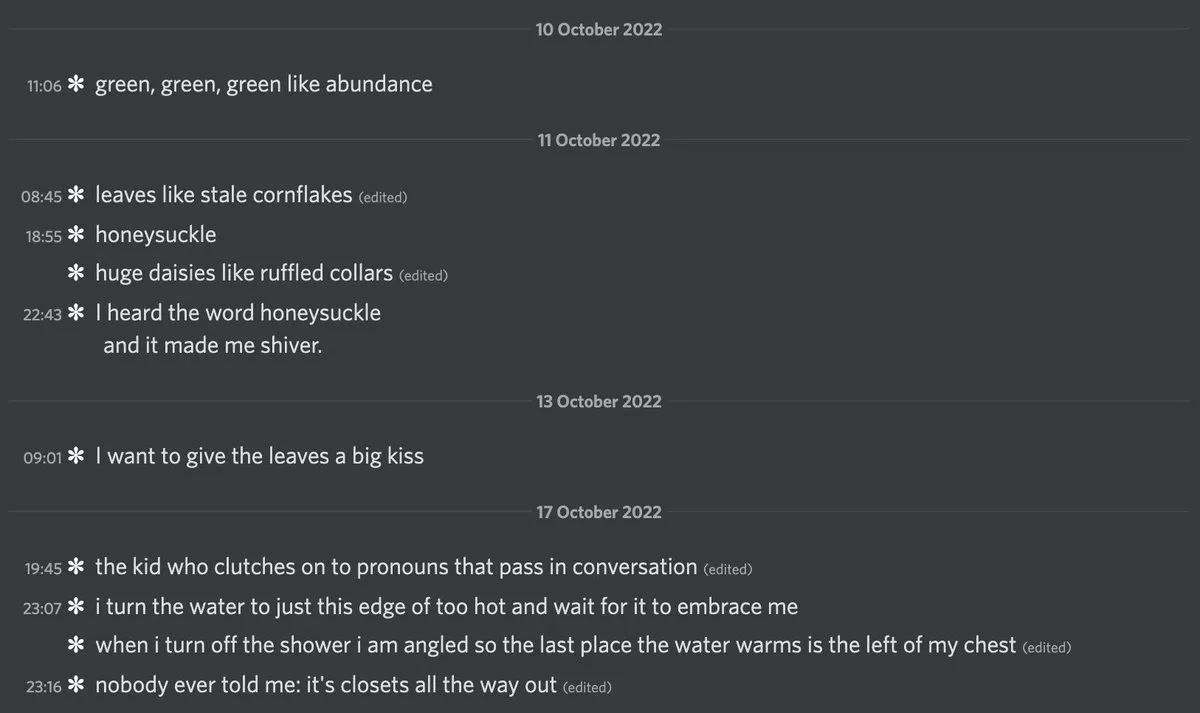 10 October 2022
11:06 * green, green, green like abundance
11 October 2022
08:45 * leaves like stale cornflakes (edited)
18:55 * honeysuckle
* huge daisies like ruffled collars (edited)
22:43 * I heard the word honeysuckle
and it made me shiver.
13 October 2022
09:01 * I want to give the leaves a big kiss
17 October 2022
19:45 * the kid who clutches on to pronouns that pass in conversation (edited)
23:07 * i turn the water to just this edge of too hot and wait for it to embrace me
* when i turn off the shower i am angled so the last place the water warms is the left of my chest (edited)
23:16 * nobody ever told me: it's closets all the way out (edited)